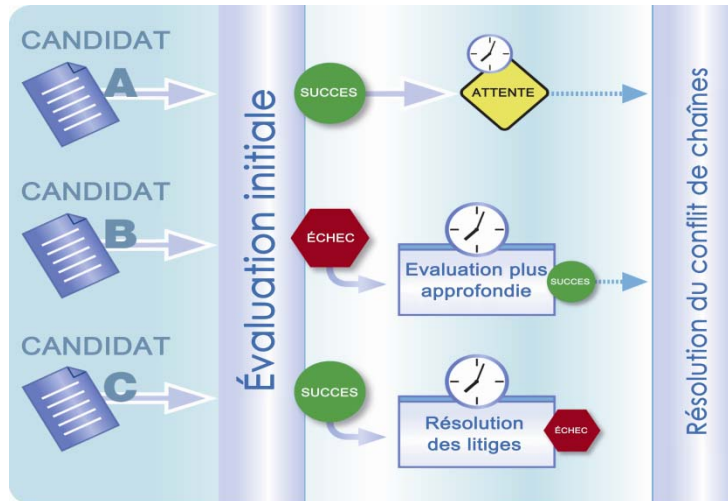 CANDIDAT
A
SUCCES
ATTENTE
CANDIDAT
B
ÉCHEC
Evaluation plus
approfondie
SUCCES
CANDIDAT
C
SUCCES
Résolution
des litiges
ÉCHEC
Évaluation initiale
Résolution du conflit de chaînes